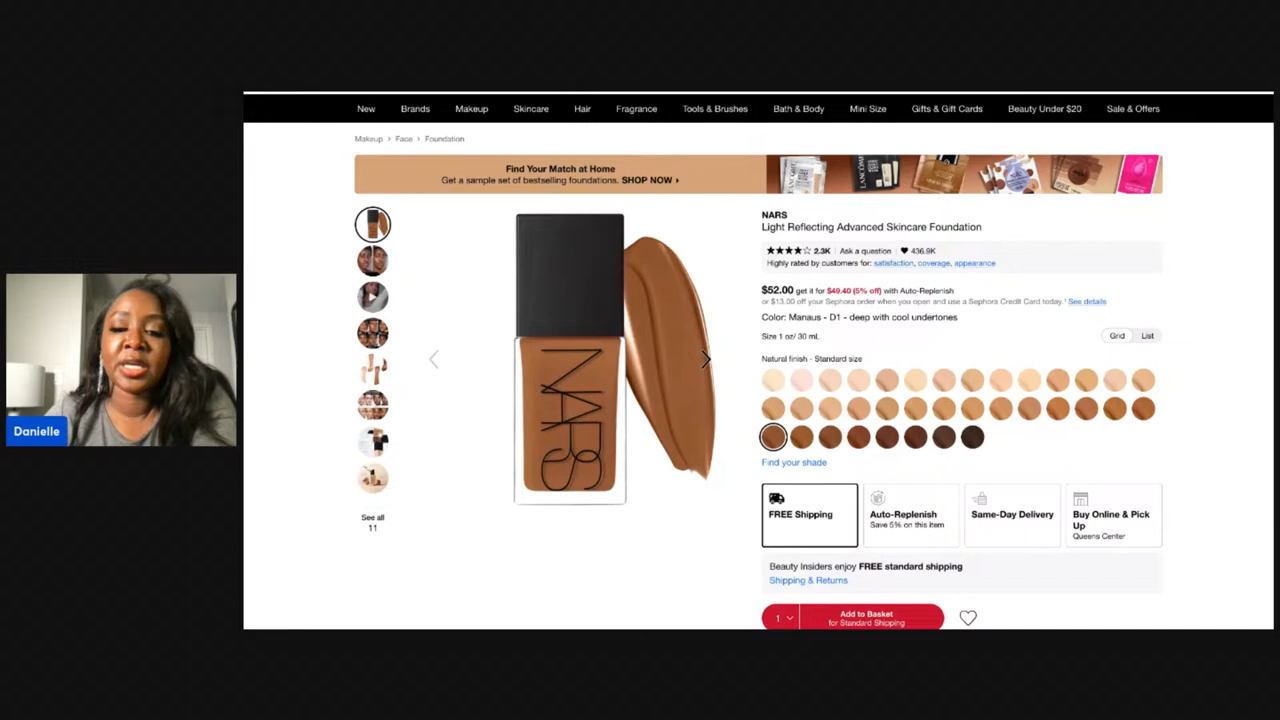 New Brands Makeup Skincare Hair Fragrance Tools & Brushes Bath & Body Mini Size Gifts & Gift Cards Beauty Under $20 Sale & Offers
Makeup > Face > Foundation
Find Your Match at Home
Get a sample set of bestselling foundations. SHOP NOW ›
LANCÔME
NARS
NARS
Light Reflecting Advanced Skincare Foundation
2.3K | Ask a question | 436.9K
Highly rated by customers for: satisfaction, coverage, appearance
$52.00 get it for $49.40 (5% off) with Auto-Replenish
or $13.00 off your Sephora order when you open and use a Sephora Credit Card today.¹ See details
Color: Manaus - D1 - deep with cool undertones
Size 1 oz/ 30 mL
Grid List
Natural finish - Standard size
Find your shade
FREE Shipping
Auto-Replenish
Save 5% on this item
Same-Day Delivery
Buy Online & Pick
Up
Queens Center
See all
11
Beauty Insiders enjoy FREE standard shipping
Shipping & Returns
1
Add to Basket
for Standard Shipping
Danielle